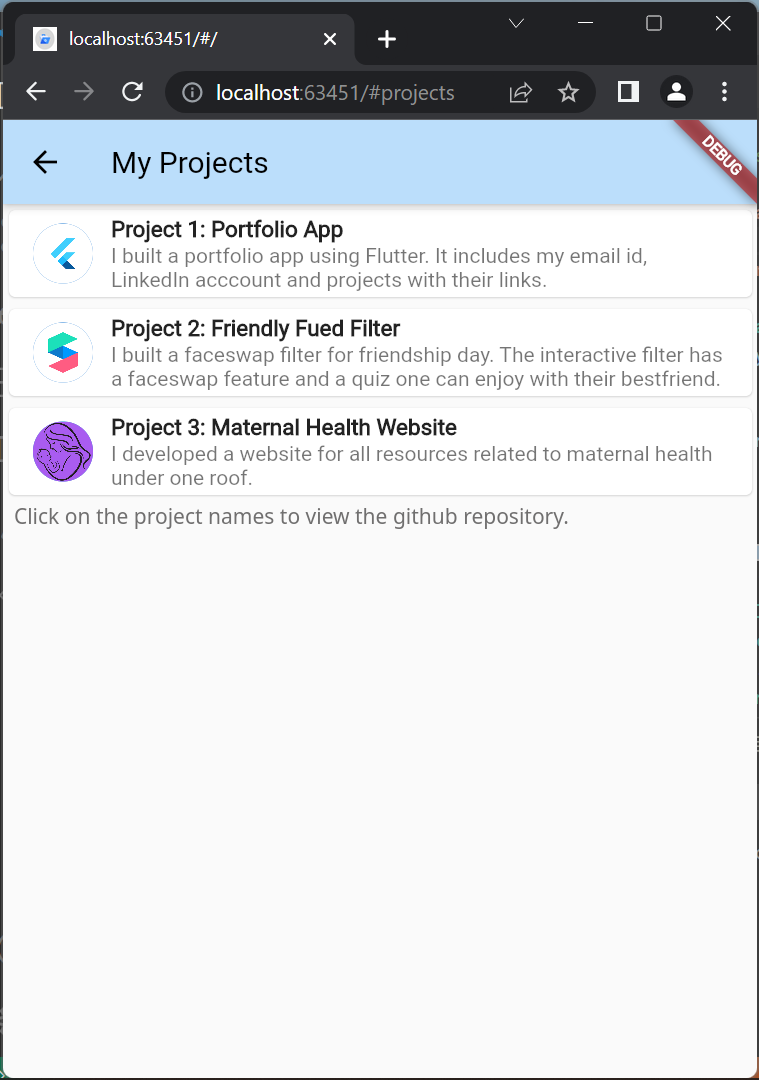 localhost:63451/#/
localhost:63451/#projects
My Projects
DEBUG
Project 1: Portfolio App
I built a portfolio app using Flutter. It includes my email id,
LinkedIn acccount and projects with their links.
Project 2: Friendly Fued Filter
I built a faceswap filter for friendship day. The interactive filter has
a faceswap feature and a quiz one can enjoy with their bestfriend.
Project 3: Maternal Health Website
I developed a website for all resources related to maternal health
under one roof.
Click on the project names to view the github repository.